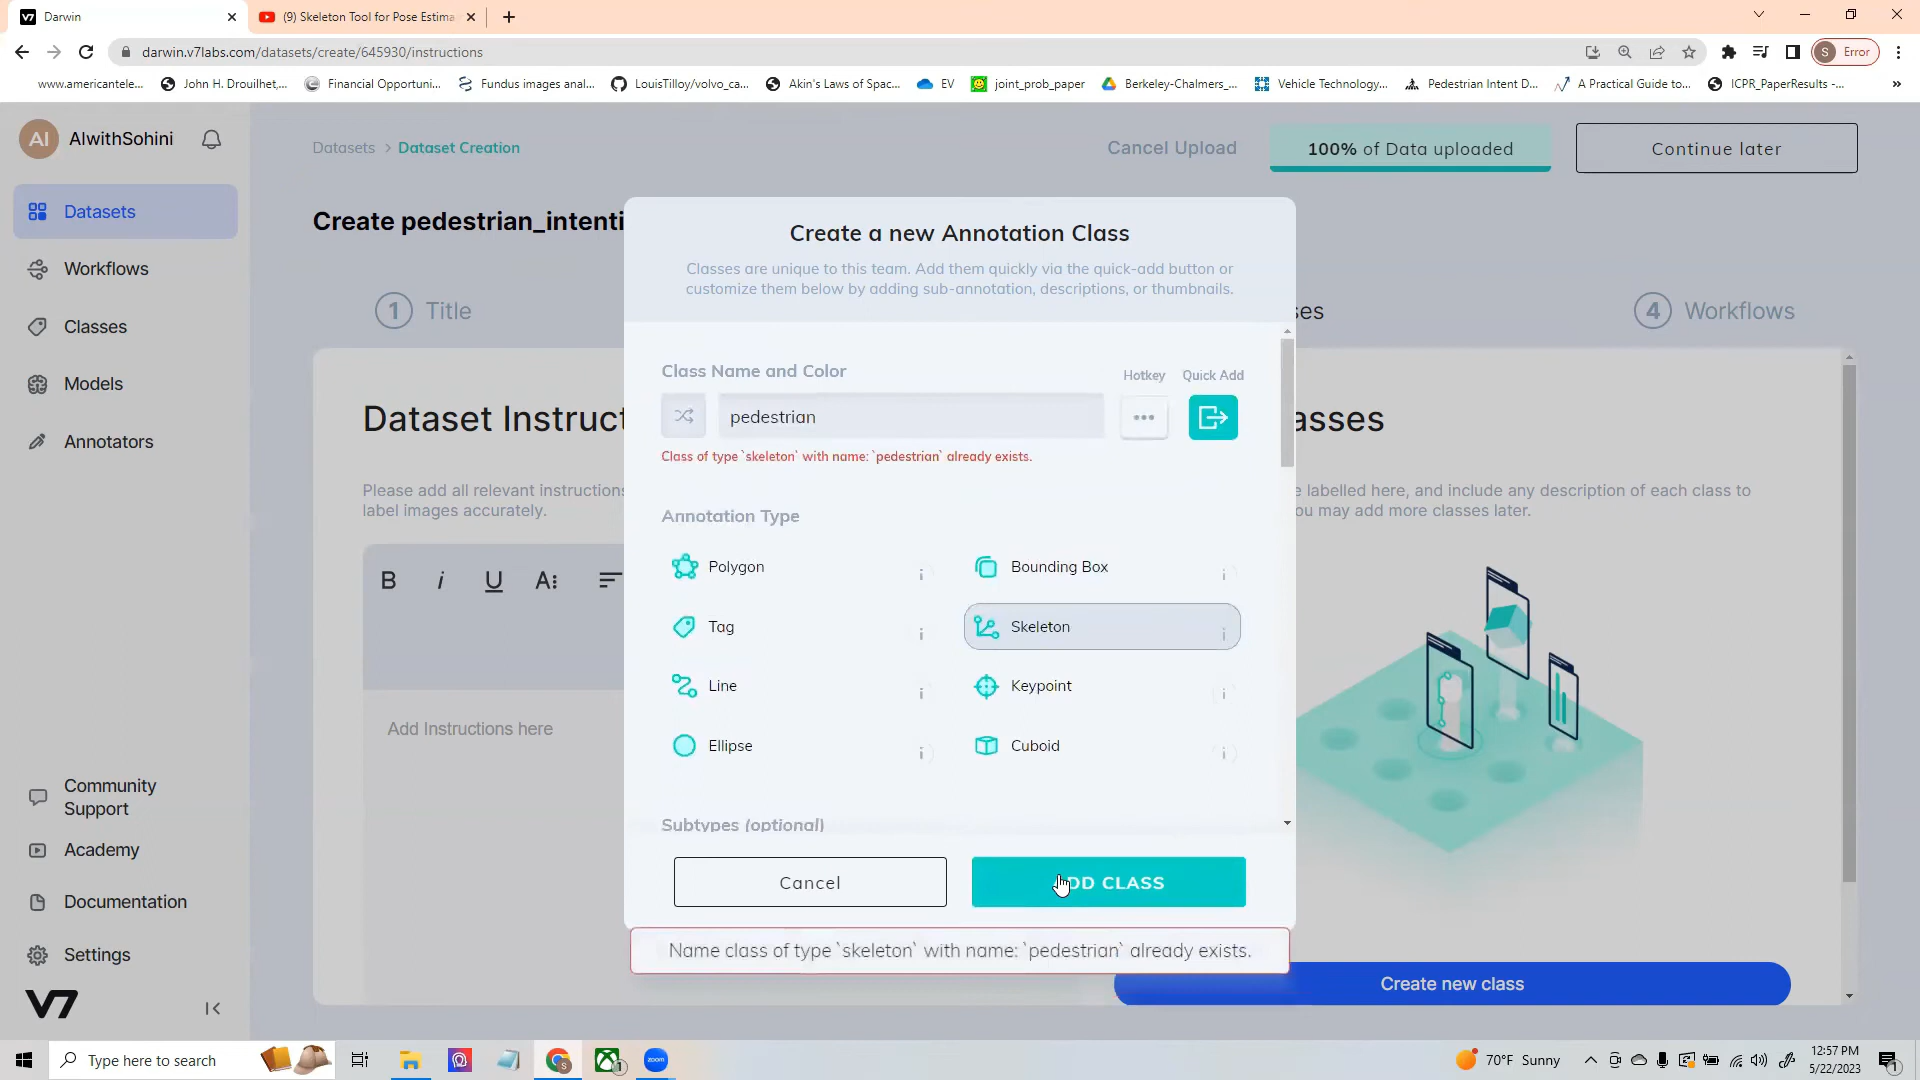 Darwin
(9) Skeleton Tool for Pose Estima
darwin.v7labs.com/datasets/create/645930/instructions
S Error
www.americantele...
John H. Drouilhet,...
Financial Opportuni...
Fundus images anal...
LouisTilloy/volvo_ca...
Akin's Laws of Spac...
EV
joint_prob_paper
Berkeley-Chalmers_...
Vehicle Technology...
Pedestrian Intent D...
A Practical Guide to...
ICPR_PaperResults -...
AI AIwithSohini
Datasets
Workflows
Classes
Models
Annotators
Community
Support
Academy
Documentation
Settings
V7
Datasets > Dataset Creation
Cancel Upload
100% of Data uploaded
Continue later
Create pedestrian_intenti
1 Title
ses
4 Workflows
Dataset Instruct
Please add all relevant instructions
label images accurately.
B i U A
Add Instructions here
Create a new Annotation Class
Classes are unique to this team. Add them quickly via the quick-add button or
customize them below by adding sub-annotation, descriptions, or thumbnails.
Class Name and Color
Hotkey
Quick Add
pedestrian
Class of type `skeleton` with name: `pedestrian` already exists.
Annotation Type
Polygon i
Bounding Box i
Tag i
Skeleton i
Line i
Keypoint i
Ellipse i
Cuboid i
Subtypes (optional)
Cancel
DD CLASS
Name class of type `skeleton` with name: `pedestrian` already exists.
lasses
e labelled here, and include any description of each class to
ou may add more classes later.
Create new class
Type here to search
S
1
zoom
70°F Sunny
12:57 PM
5/22/2023
1